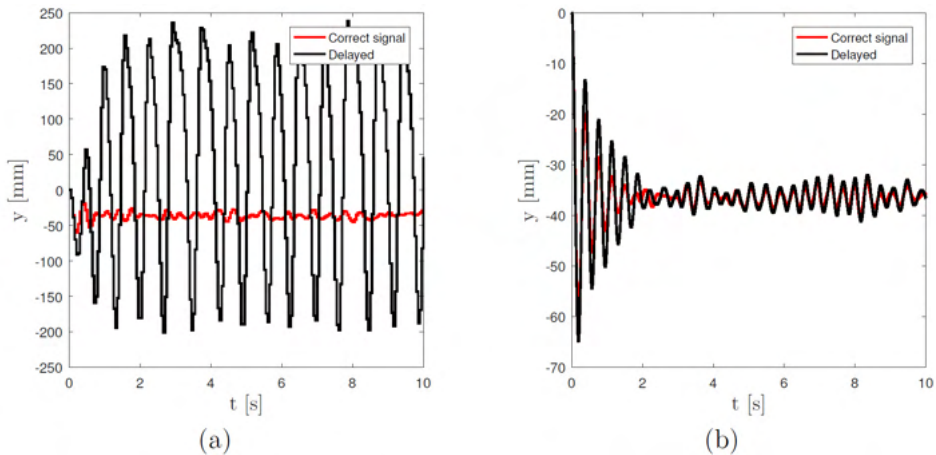 250
200
150
100
50
0
-50
-100
-150
-200
-250
y [mm]
0 2 4 6 8 10
t [s]
Correct signal
Delayed
(a)
0
-10
-20
-30
-40
-50
-60
-70
y [mm]
0 2 4 6 8 10
t [s]
Correct signal
Delayed
(b)